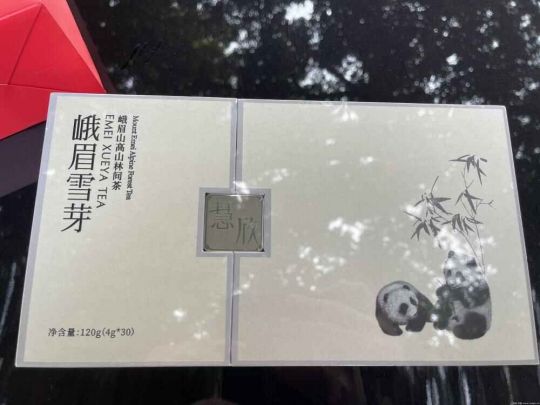 峨眉雪芽
EMEI XUEYA TEA
峨眉山高山林间茶
Mount Emei Alpine Forest Tea
慧欣
净含量:120g(4g*30)